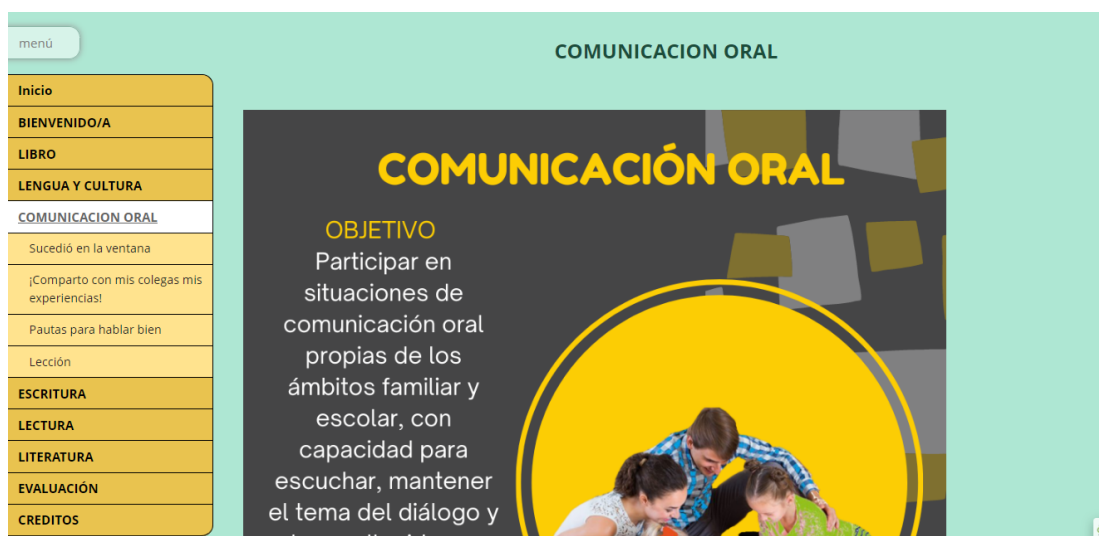 menú
COMUNICACION ORAL
Inicio
BIENVENIDO/A
LIBRO
LENGUA Y CULTURA
COMUNICACION ORAL
Sucedió en la ventana
¡Comparto con mis colegas mis
experiencias!
Pautas para hablar bien
Lección
ESCRITURA
LECTURA
LITERATURA
EVALUACIÓN
CREDITOS
COMUNICACIÓN ORAL
OBJETIVO
Participar en
situaciones de
comunicación oral
propias de los
ámbitos familiar y
escolar, con
capacidad para
escuchar, mantener
el tema del diálogo y